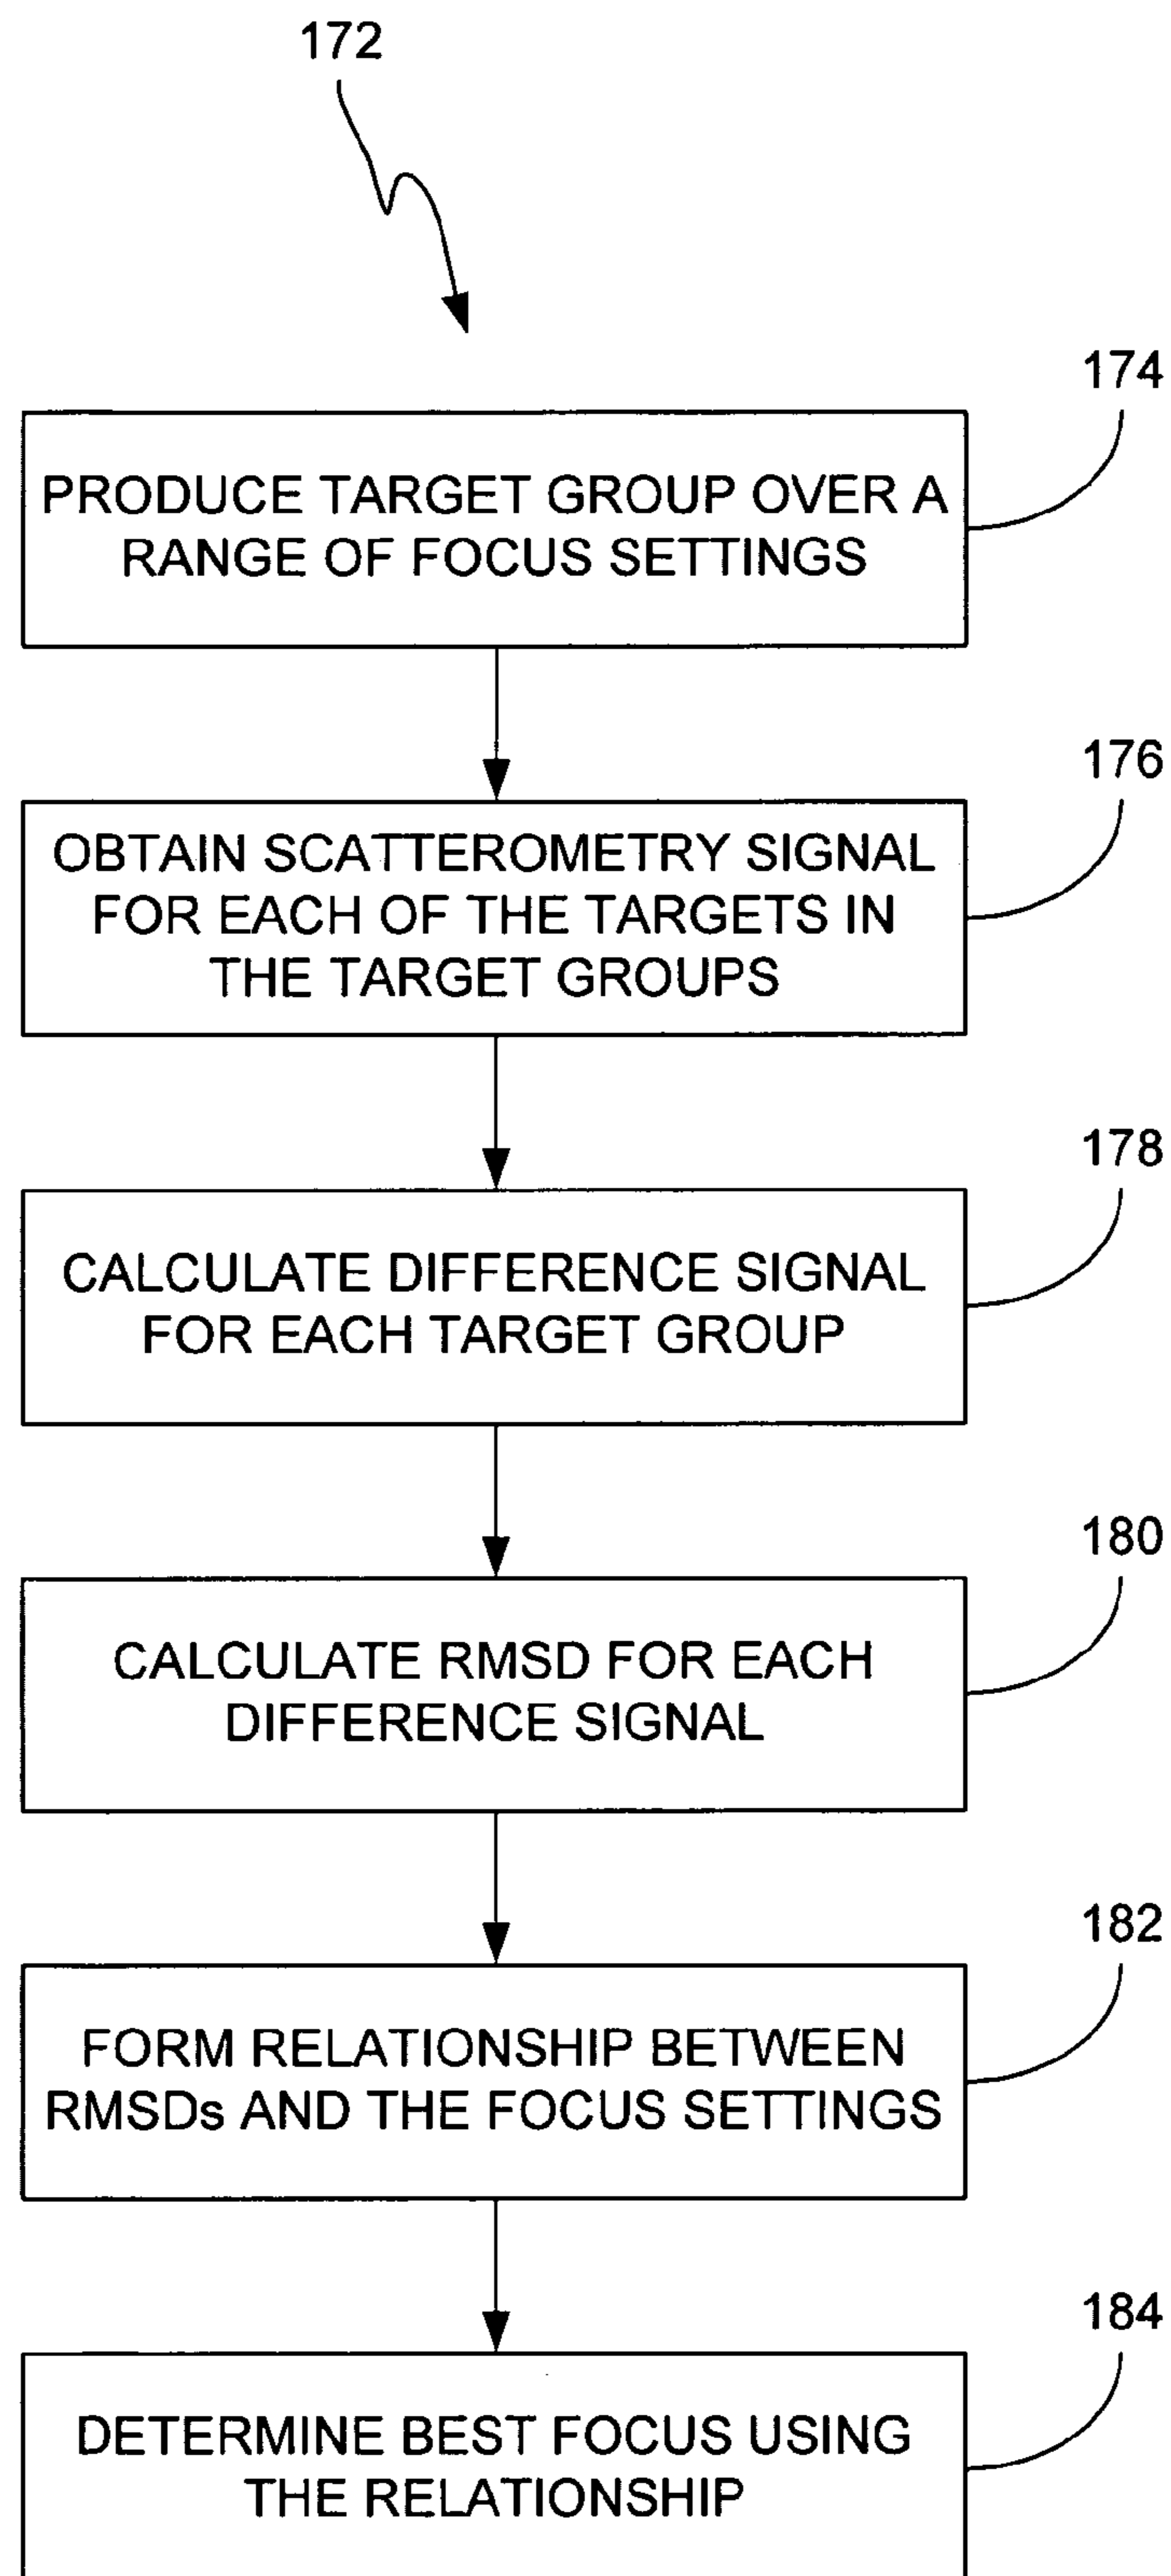 172
174
PRODUCE TARGET GROUP OVER A
RANGE OF FOCUS SETTINGS
176
OBTAIN SCATTEROMETRY SIGNAL
FOR EACH OF THE TARGETS IN
THE TARGET GROUPS
178
CALCULATE DIFFERENCE SIGNAL
FOR EACH TARGET GROUP
180
CALCULATE RMSD FOR EACH
DIFFERENCE SIGNAL
182
FORM RELATIONSHIP BETWEEN
RMSDs AND THE FOCUS SETTINGS
184
DETERMINE BEST FOCUS USING
THE RELATIONSHIP